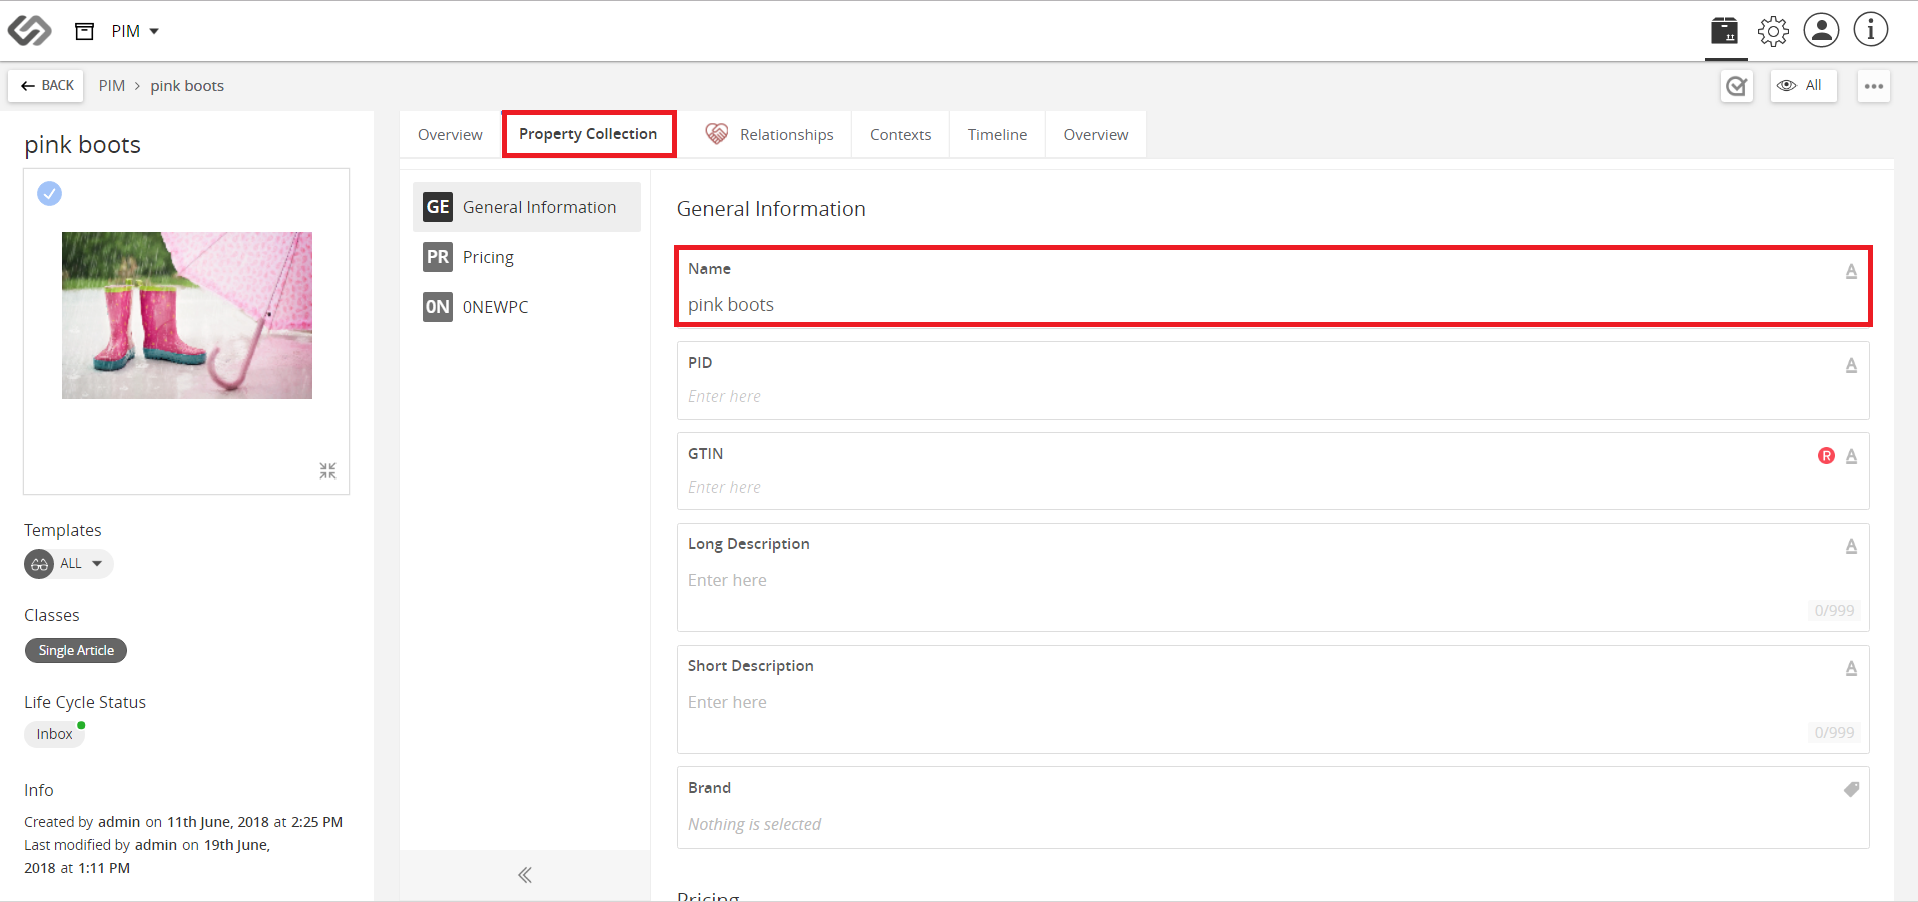 PIM
BACK
PIM > pink boots
All
pink boots
Templates
ALL
Classes
Single Article
Life Cycle Status
Inbox
Info
Created by admin on 11th June, 2018 at 2:25 PM
Last modified by admin on 19th June,
2018 at 1:11 PM
Overview Property Collection Relationships Contexts Timeline Overview
GE General Information
PR Pricing
0N 0NEWPC
General Information
Name
pink boots
PID
Enter here
GTIN
R
Enter here
Long Description
Enter here
0/999
Short Description
Enter here
0/999
Brand
Nothing is selected
Pricing